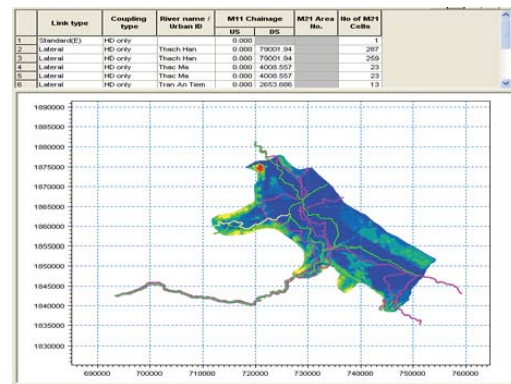 Link type Coupling type River name / Urban ID M11 Chainage M21 Area No. No of M21 Cells
US DS
1 Standard(E) HD only 0.000 1
2 Lateral HD only Thach Han 0.000 79001.94 287
3 Lateral HD only Thach Han 0.000 79001.94 259
4 Lateral HD only Thac Ma 0.000 4008.557 23
5 Lateral HD only Thac Ma 0.000 4008.557 23
6 Lateral HD only Tran An Tiem 0.000 2653.886 13
1890000
1885000
1880000
1875000
1870000
1865000
1860000
1855000
1850000
1845000
1840000
1835000
1830000
690000 700000 710000 720000 730000 740000 750000 760000